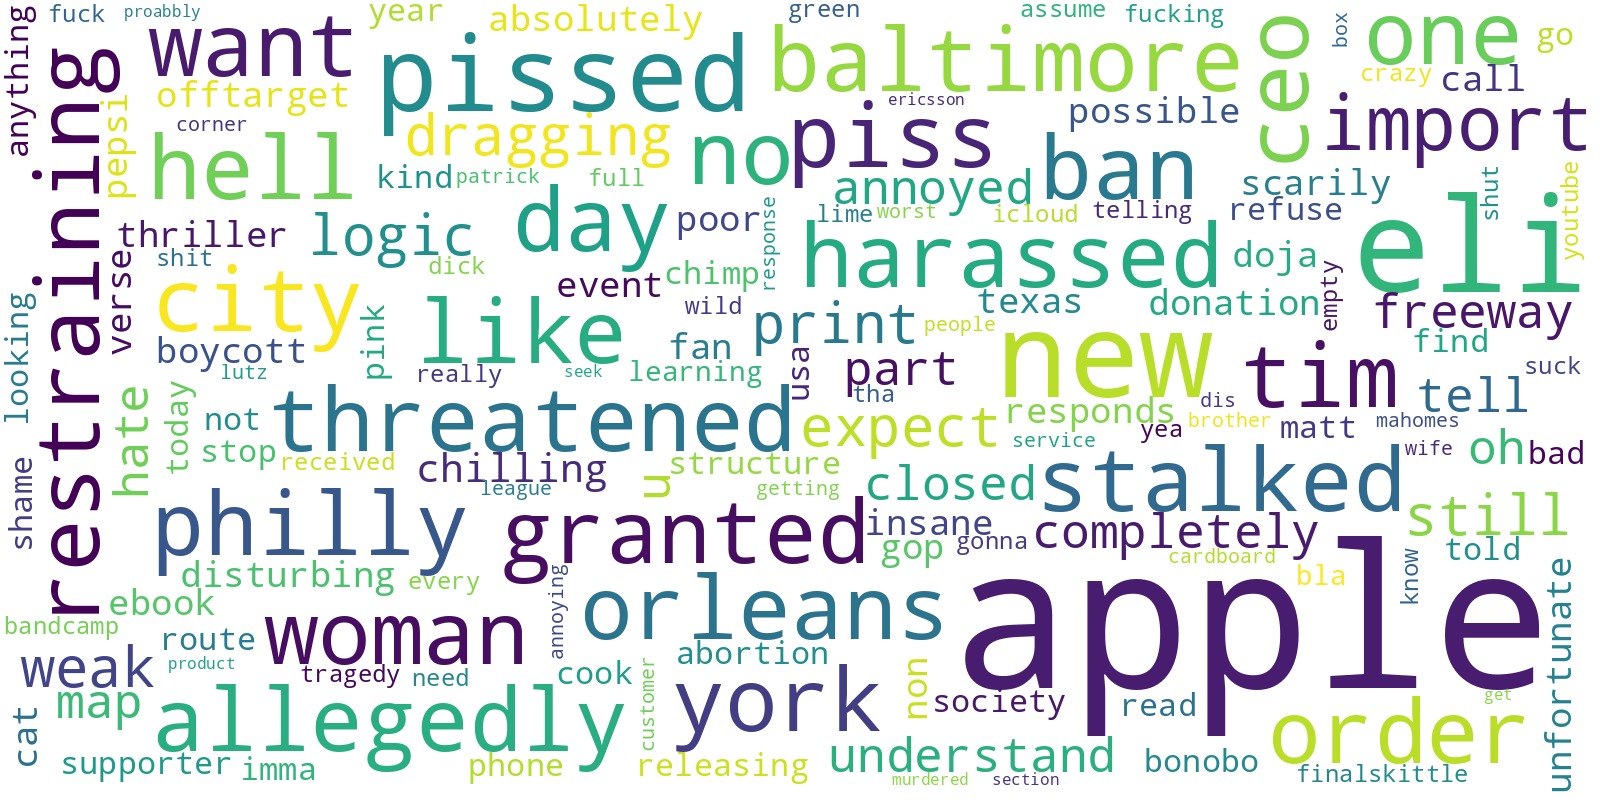 anything
fuck
proabbly
year
absolutely
green
assume
fucking
box
one
go
want
pissed
baltimore
ceo
crazy
call
restraining
offtarget
pepsi
corner
dragging
ericsson
possible
import
hell
no
piss
ban
kind
patrick
full
annoyed
scarily
shut
youtube
day
poor
response
lime
worst
icloud
telling
refuse
eli
thriller
logic
harassed
doja
shit
verse
dick
chimp
event
city
like
wild
print
texas
donation
empty
freeway
looking
pink
people
new
boycott
fan
usa
tim
find
lutz
really
seek
learning
part
tha
suck
hate
today
not
threatened
expect
responds
dis
brother
matt
mahomes
tell
stop
received
service
yea
wife
oh
bad
shame
chilling
structure
u
league
getting
closed
stalked
still
philly
granted
insane
gop
gonna
completely
cardboard
told
disturbing
every
annoying
bla
know
unfortunate
ebook
orleans
apple
bandcamp
route
woman
abortion
weak
product
tragedy
need
cook
customer
york
non
society
read
get
map
allegedly
order
cat
supporter
imma
phone
releasing
understand
bonobo
murdered
section
finalskittle